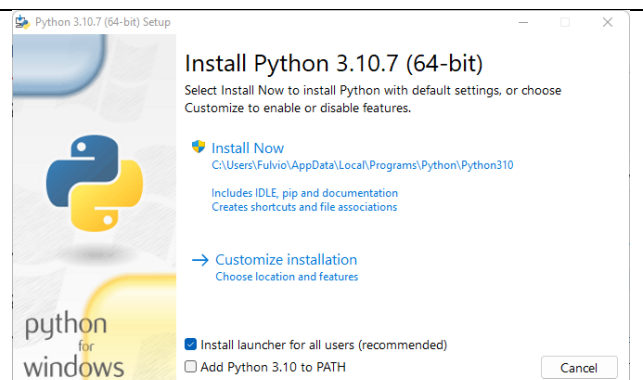 Python 3.10.7 (64-bit) Setup
Install Python 3.10.7 (64-bit)
Select Install Now to install Python with default settings, or choose
Customize to enable or disable features.
Install Now
C:\Users\Fulvio\AppData\Local\Programs\Python\Python310
Includes IDLE, pip and documentation
Creates shortcuts and file associations
Customize installation
Choose location and features
python
for
windows
Install launcher for all users (recommended)
Add Python 3.10 to PATH
Cancel